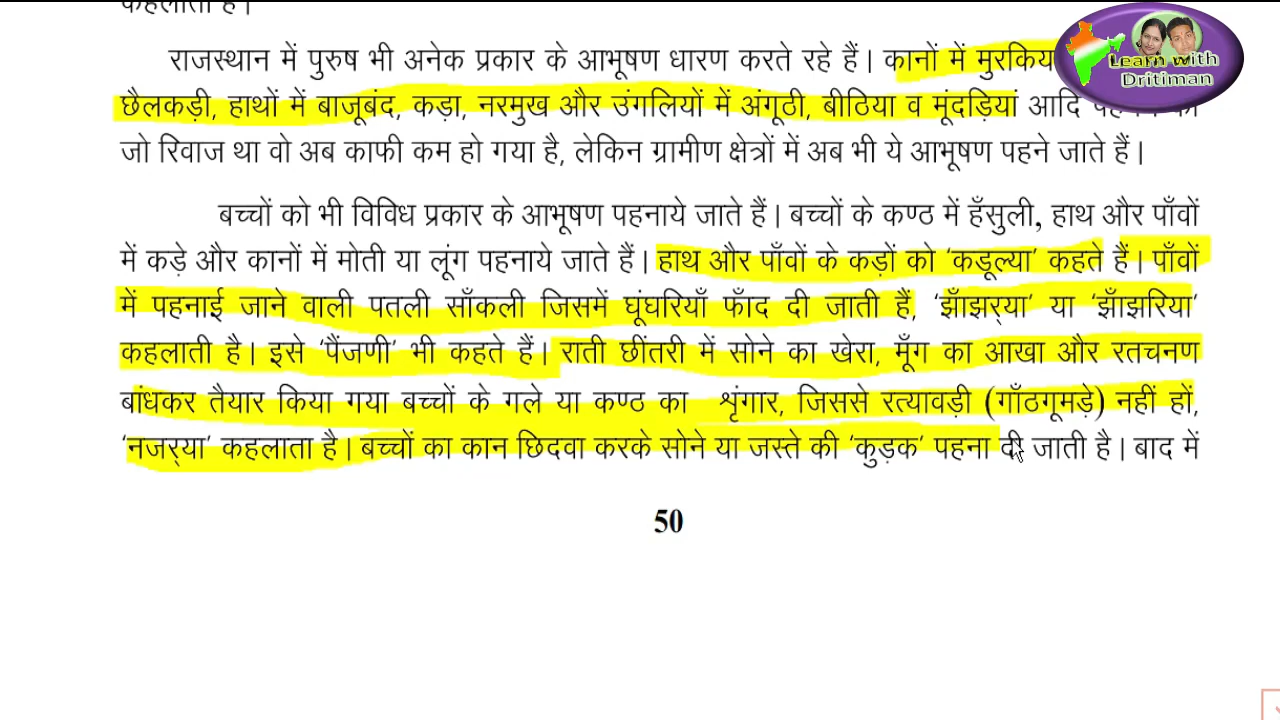 कहलाता है।
Learn with
Dritiman
राजस्थान में पुरुष भी अनेक प्रकार के आभूषण धारण करते रहे हैं। कानों में मुरकिय
छैलकड़ी, हाथों में बाजूबंद, कड़ा, नरमुख और उंगलियों में अंगूठी, बीठिया व मूंदड़ियां आदि
जो रिवाज था वो अब काफी कम हो गया है, लेकिन ग्रामीण क्षेत्रों में अब भी ये आभूषण पहने जाते हैं।
बच्चों को भी विविध प्रकार के आभूषण पहनाये जाते हैं। बच्चों के कण्ठ में हँसुली, हाथ और पाँवों
में कड़े और कानों में मोती या लूंग पहनाये जाते हैं। हाथ और पाँवों के कड़ों को ‘कडूल्या’ कहते हैं। पाँवों
में पहनाई जाने वाली पतली साँकली जिसमें घूंघरियाँ फाँद दी जाती हैं, ‘झाँझर्‌या’ या ‘झाँझरिया’
कहलाती है। इसे ‘पैंजणी’ भी कहते हैं। राती छींतरी में सोने का खेरा, मूँग का आखा और रतचनण
बांधकर तैयार किया गया बच्चों के गले या कण्ठ का शृंगार, जिससे रत्यावड़ी (गाँठगूमड़े) नहीं हों,
‘नजर्‌या’ कहलाता है। बच्चों का कान छिदवा करके सोने या जस्ते की ‘कुड़क’ पहना दी जाती है। बाद में
50